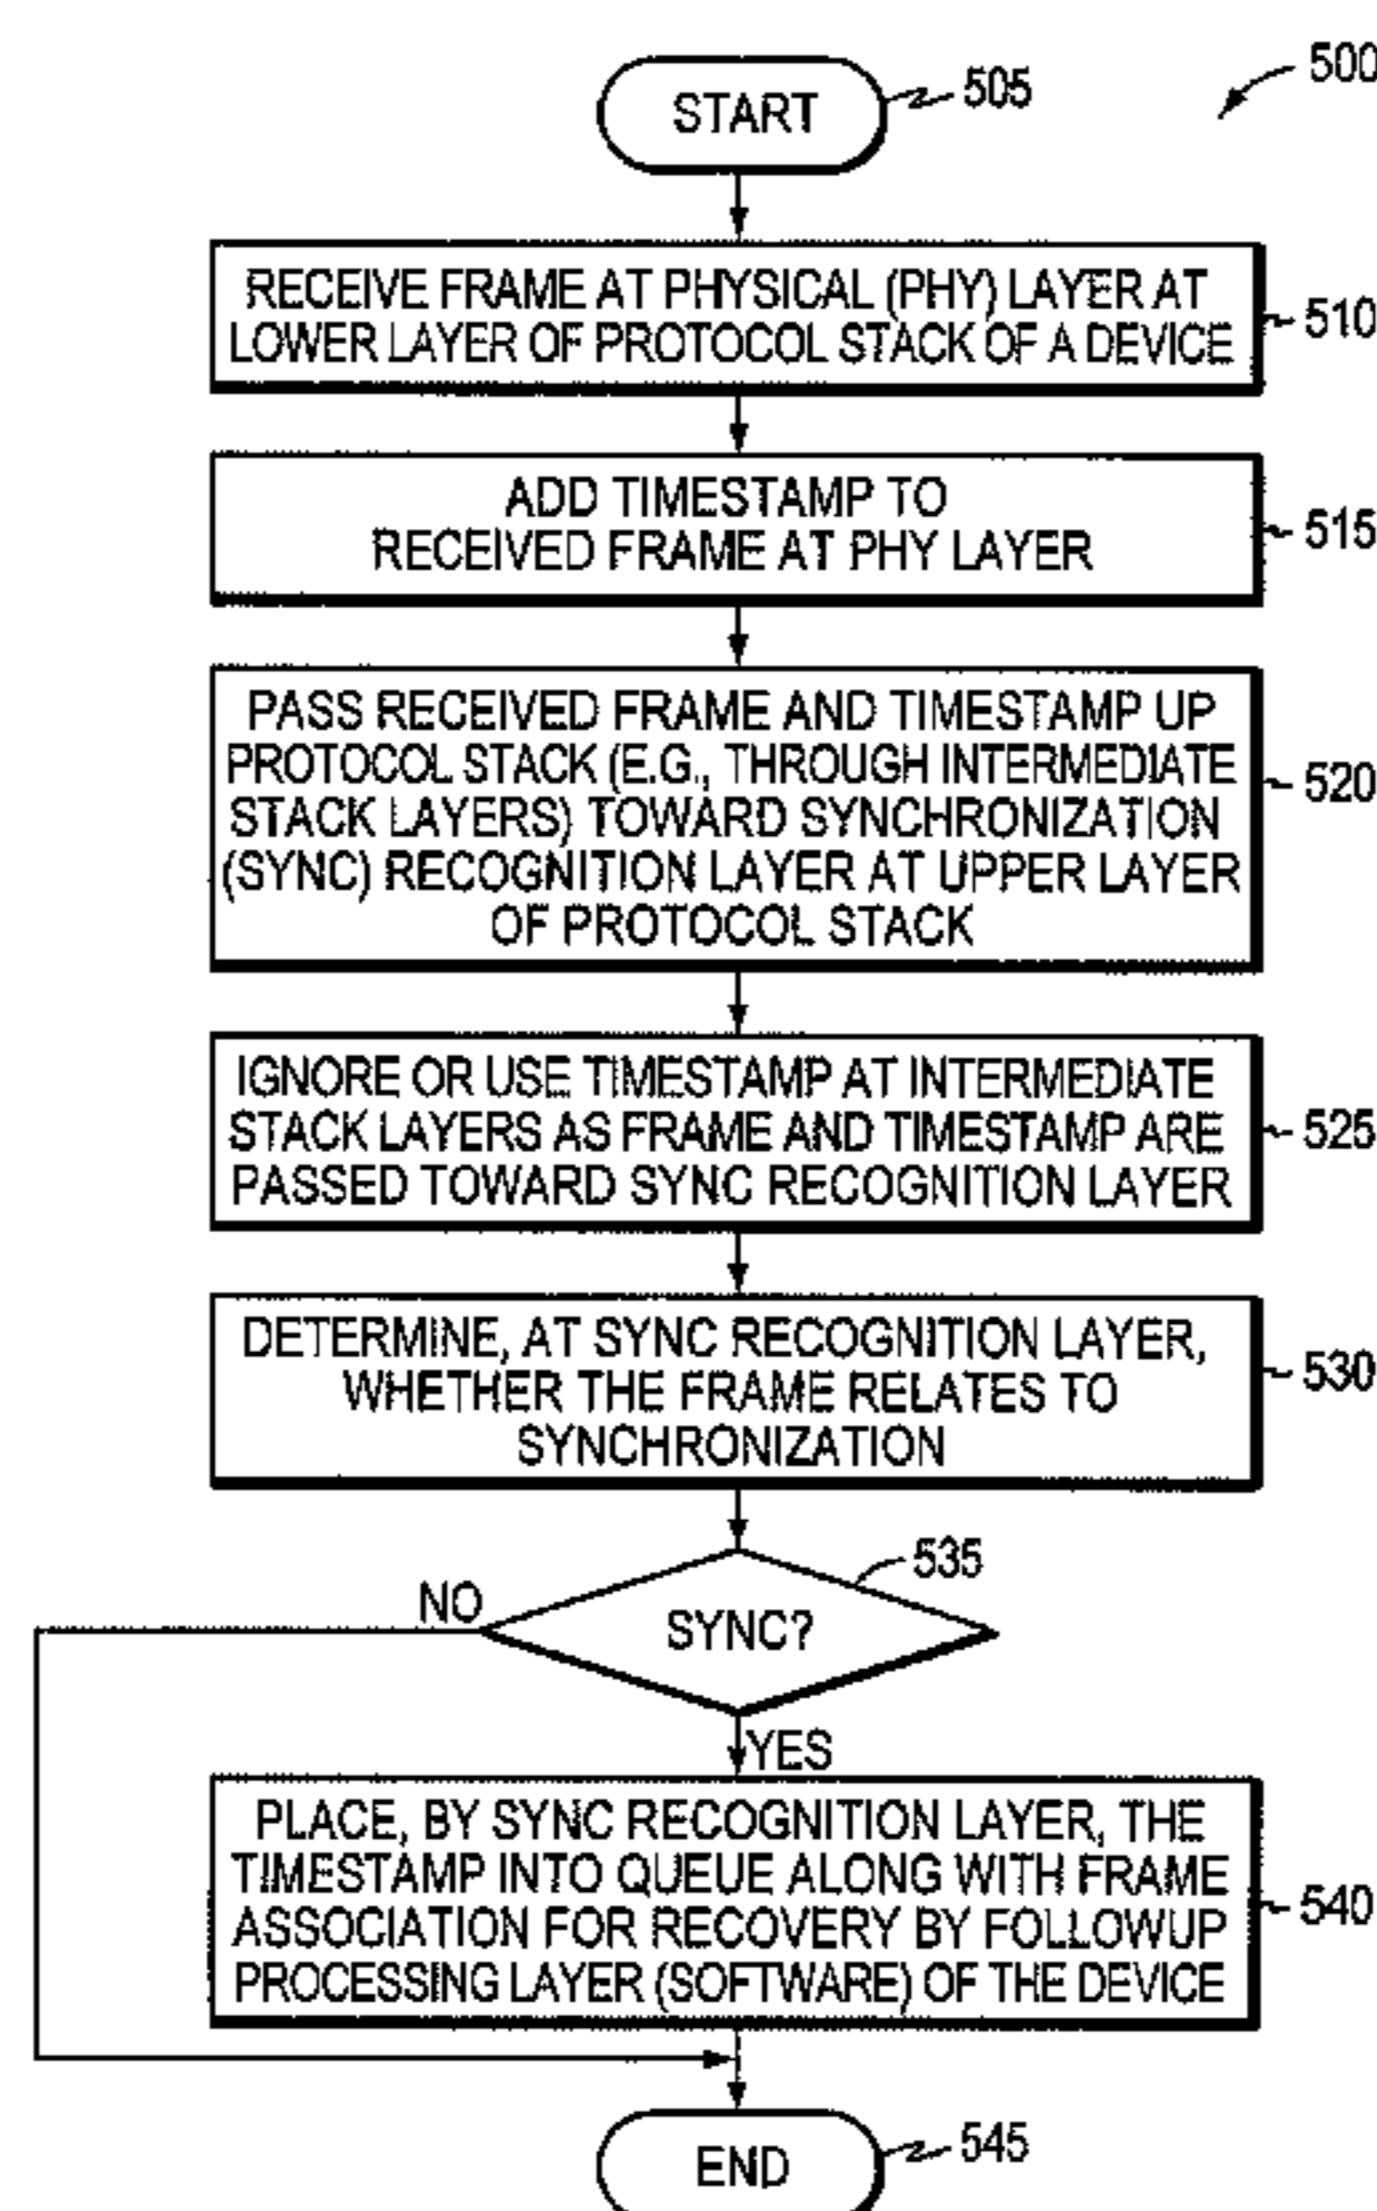 500
START
505
RECEIVE FRAME AT PHYSICAL (PHY) LAYER AT
LOWER LAYER OF PROTOCOL STACK OF A DEVICE
510
ADD TIMESTAMP TO
RECEIVED FRAME AT PHY LAYER
515
PASS RECEIVED FRAME AND TIMESTAMP UP
PROTOCOL STACK (E.G., THROUGH INTERMEDIATE
STACK LAYERS) TOWARD SYNCHRONIZATION
(SYNC) RECOGNITION LAYER AT UPPER LAYER
OF PROTOCOL STACK
520
IGNORE OR USE TIMESTAMP AT INTERMEDIATE
STACK LAYERS AS FRAME AND TIMESTAMP ARE
PASSED TOWARD SYNC RECOGNITION LAYER
525
DETERMINE, AT SYNC RECOGNITION LAYER,
WHETHER THE FRAME RELATES TO
SYNCHRONIZATION
530
535
NO
SYNC?
YES
PLACE, BY SYNC RECOGNITION LAYER, THE
TIMESTAMP INTO QUEUE ALONG WITH FRAME
ASSOCIATION FOR RECOVERY BY FOLLOWUP
PROCESSING LAYER (SOFTWARE) OF THE DEVICE
540
END
545